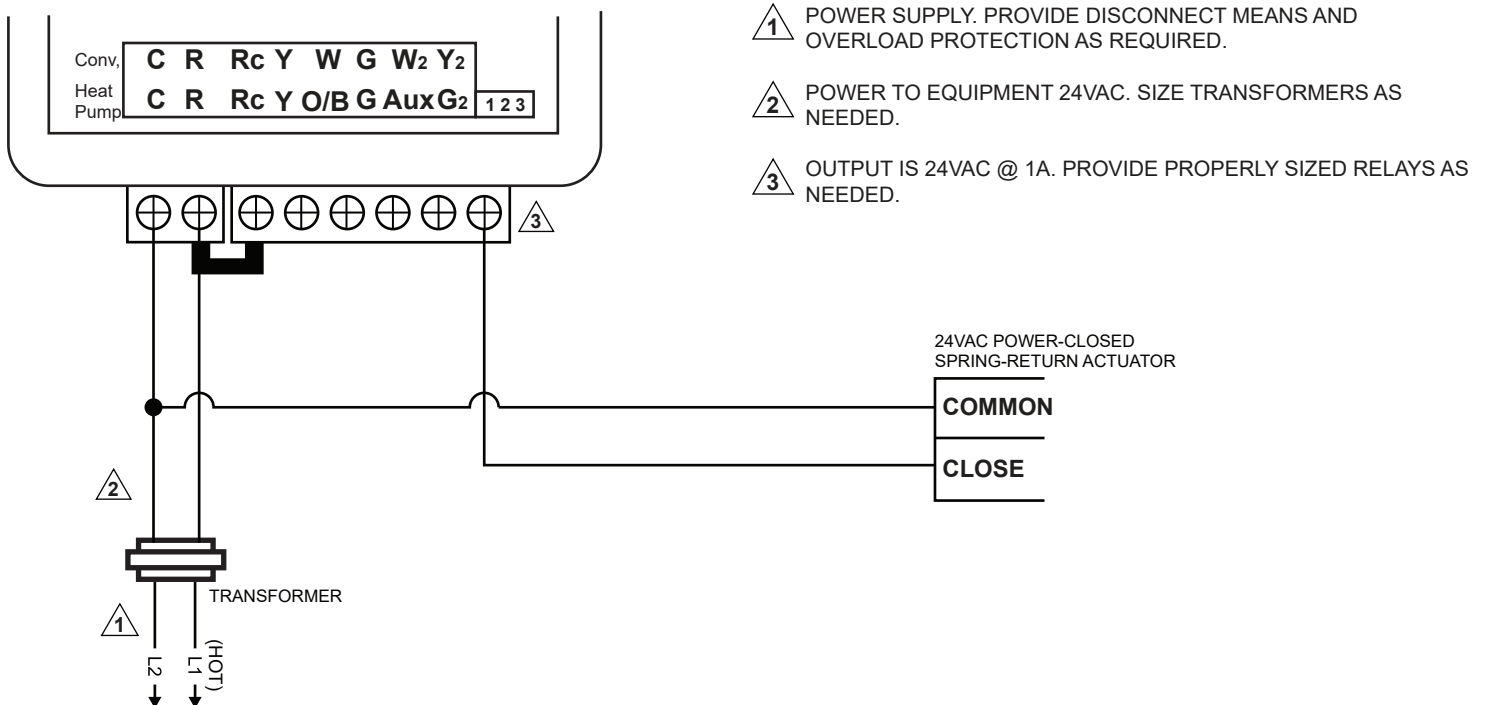 Conv,
C R Rc Y W G W2 Y2
Heat
Pump
C R Rc Y O/B G Aux G2 1 2 3
1 POWER SUPPLY. PROVIDE DISCONNECT MEANS AND
OVERLOAD PROTECTION AS REQUIRED.
2 POWER TO EQUIPMENT 24VAC. SIZE TRANSFORMERS AS
NEEDED.
3 OUTPUT IS 24VAC @ 1A. PROVIDE PROPERLY SIZED RELAYS AS
NEEDED.
3
24VAC POWER-CLOSED
SPRING-RETURN ACTUATOR
COMMON
CLOSE
2
TRANSFORMER
1
L2
L1
(HOT)